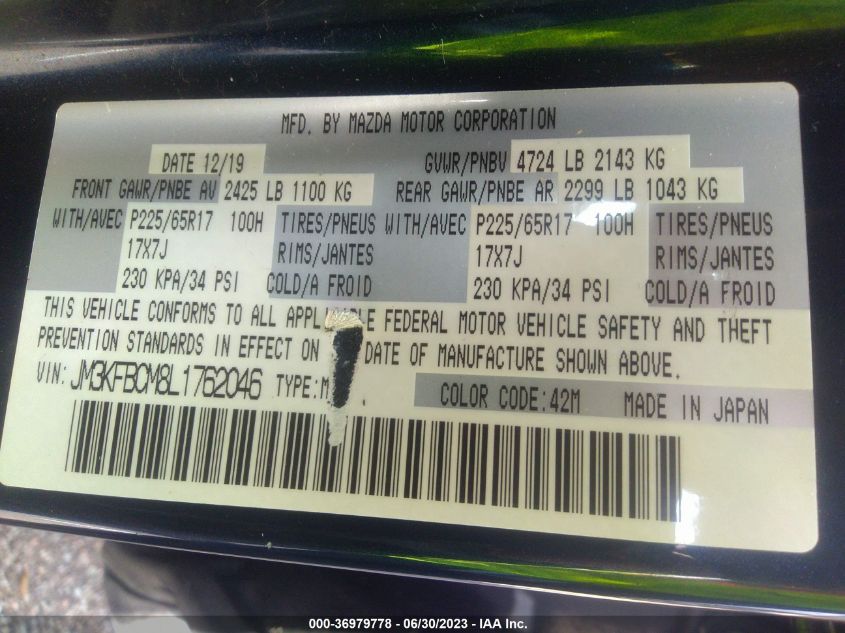 MFD. BY MAZDA MOTOR CORPORATION
DATE 12/19 GVWR/PNBV 4724 LB 2143 KG
FRONT GAWR/PNBE AV 2425 LB 1100 KG REAR GAWR/PNBE AR 2299 LB 1043 KG
WITH/AVEC P225/65R17 100H TIRES/PNEUS WITH/AVEC P225/65R17 100H TIRES/PNEUS
17X7J RIMS/JANTES 17X7J RIMS/JANTES
230 KPA/34 PSI COLD/A FROID 230 KPA/34 PSI COLD/A FROID
THIS VEHICLE CONFORMS TO ALL APPL LE FEDERAL MOTOR VEHICLE SAFETY AND THEFT
PREVENTION STANDARDS IN EFFECT ON DATE OF MANUFACTURE SHOWN ABOVE.
VIN: JM3KFBCM8L1762046 TYPE:M COLOR CODE:42M MADE IN JAPAN
000-36979778 - 06/30/2023 - IAA Inc.